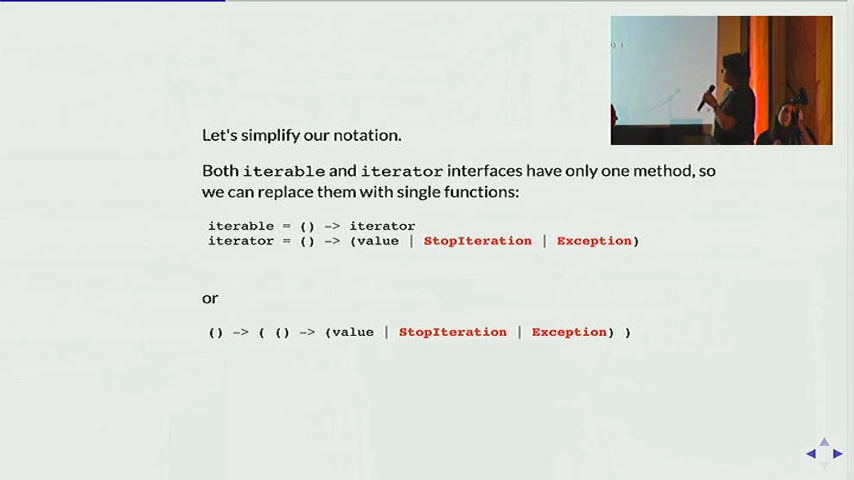 Let's simplify our notation.
Both iterable and iterator interfaces have only one method, so
we can replace them with single functions:
iterable = () -> iterator
iterator = () -> (value | StopIteration | Exception)
or
() -> ( () -> (value | StopIteration | Exception) )